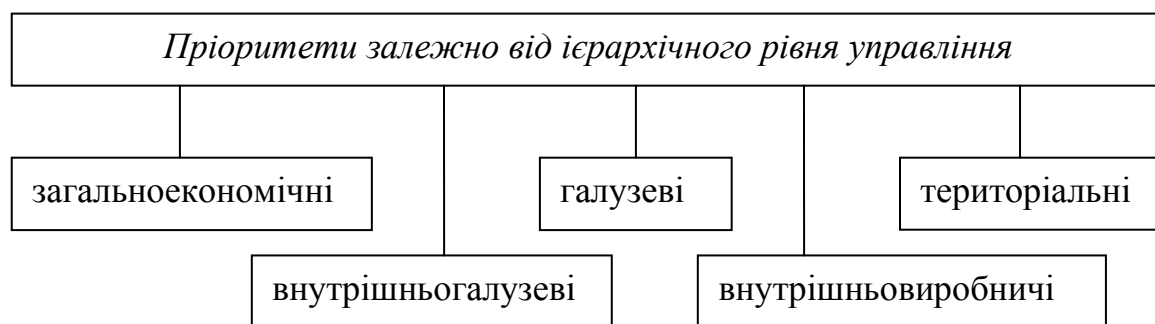 Пріоритети залежно від ієрархічного рівня управління
загальноекономічні
галузеві
територіальні
внутрішньогалузеві
внутрішньовиробничі